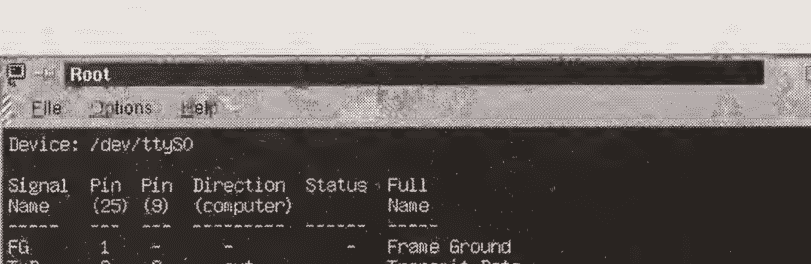 Root
File Options Help
Device: /dev/ttyS0
Signal Pin Pin Direction Status Full
Name (25) (9) (computer) Name
----- --- --- --------- ------ -----
FG 1 - - - Frame Ground